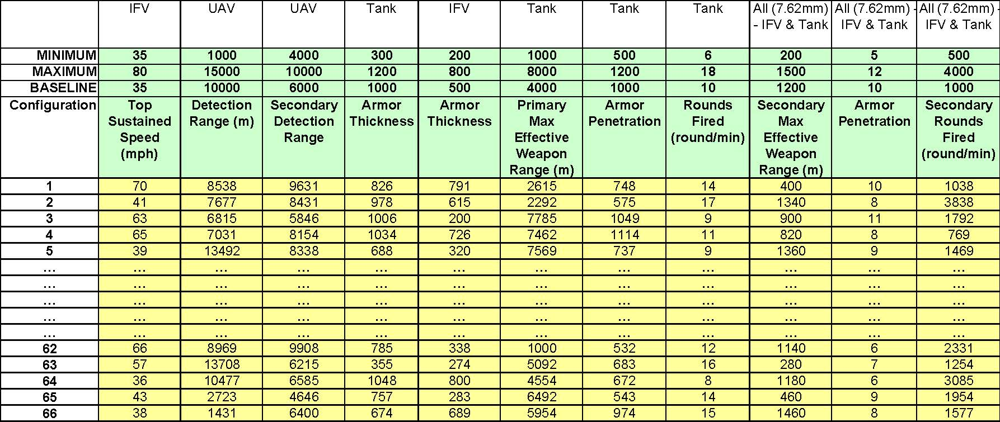 IFV UAV UAV Tank IFV Tank Tank Tank All (7.62mm) All (7.62mm) - All (7.62mm) -
- IFV & Tank IFV & Tank IFV & Tank
MINIMUM 35 1000 4000 300 200 1000 500 6 200 5 500
MAXIMUM 80 15000 10000 1200 800 8000 1200 18 1500 12 4000
BASELINE 35 10000 6000 1000 500 4000 1000 10 1200 10 1000
Configuration Top Detection Secondary Armor Armor Primary Armor Rounds Secondary Armor Secondary
Sustained Range (m) Detection Thickness Thickness Max Penetration Fired Max Penetration Rounds
Speed Range Effective (round/min) Effective Fired
(mph) Weapon Weapon (round/min)
Range (m) Range (m)
1 70 8538 9631 826 791 2615 748 14 400 10 1038
2 41 7677 8431 978 615 2292 575 17 1340 8 3838
3 63 6815 5846 1006 200 7785 1049 9 900 11 1792
4 65 7031 8154 1034 726 7462 1114 11 820 8 769
5 39 13492 8338 688 320 7569 737 9 1360 9 1469
... ... ... ... ... ... ... ... ... ... ... ...
... ... ... ... ... ... ... ... ... ... ... ...
... ... ... ... ... ... ... ... ... ... ... ...
... ... ... ... ... ... ... ... ... ... ... ...
... ... ... ... ... ... ... ... ... ... ... ...
62 66 8969 9908 785 338 1000 532 12 1140 6 2331
63 57 13708 6215 355 274 5092 683 16 280 7 1254
64 36 10477 6585 1048 800 4554 672 8 1180 6 3085
65 43 2723 4646 757 283 6492 543 14 460 9 1954
66 38 1431 6400 674 689 5954 974 15 1460 8 1577